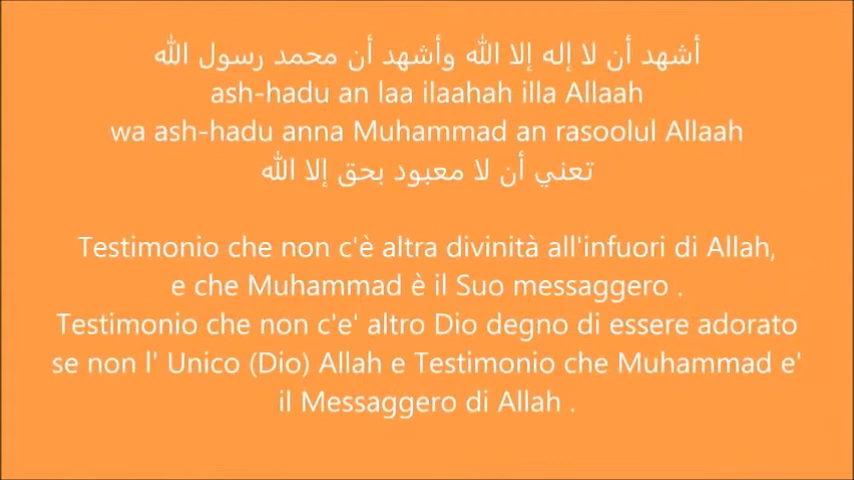 أشهد أن لا إله إلا الله وأشهد أن محمد رسول الله
ash-hadu an laa ilaahah illa Allaah
wa ash-hadu anna Muhammad an rasoolul Allaah
تعني أن لا معبود بحق إلا الله
Testimonio che non c'è altra divinità all'infuori di Allah,
e che Muhammad è il Suo messaggero .
Testimonio che non c'e' altro Dio degno di essere adorato
se non l' Unico (Dio) Allah e Testimonio che Muhammad e'
il Messaggero di Allah .